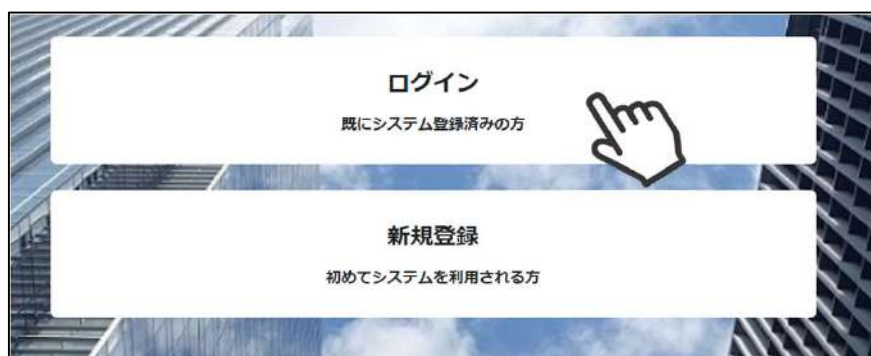 ログイン
既にシステム登録済みの方
新規登録
初めてシステムを利用される方